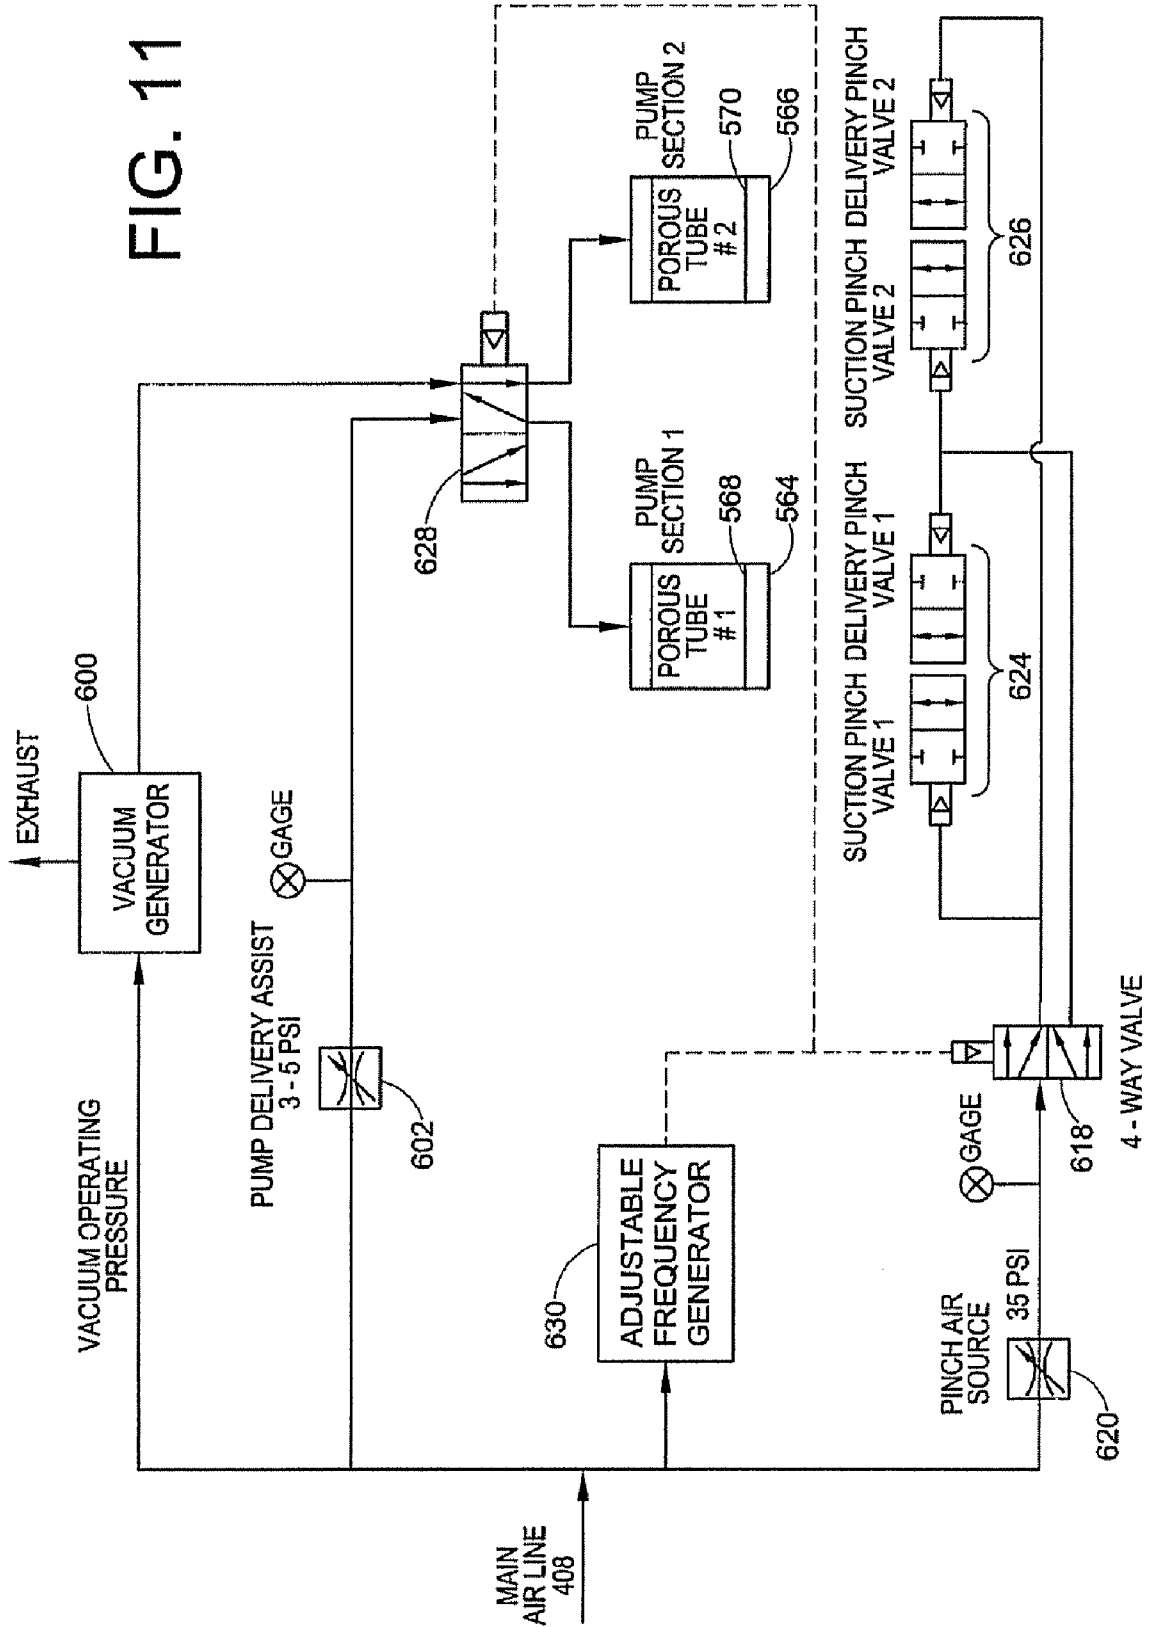 FIG. 11
EXHAUST
600
VACUUM
GENERATOR
VACUUM OPERATING
PRESSURE
PUMP DELIVERY ASSIST
3 - 5 PSI
GAGE
602
628
PUMP
SECTION 1
POROUS
TUBE
# 1
568
564
PUMP
SECTION 2
POROUS
TUBE
# 2
570
566
MAIN
AIR LINE
408
630
ADJUSTABLE
FREQUENCY
GENERATOR
PINCH AIR
SOURCE
35 PSI
620
GAGE
618
4 - WAY VALVE
SUCTION PINCH
VALVE 1
DELIVERY PINCH
VALVE 1
624
SUCTION PINCH
VALVE 2
DELIVERY PINCH
VALVE 2
626